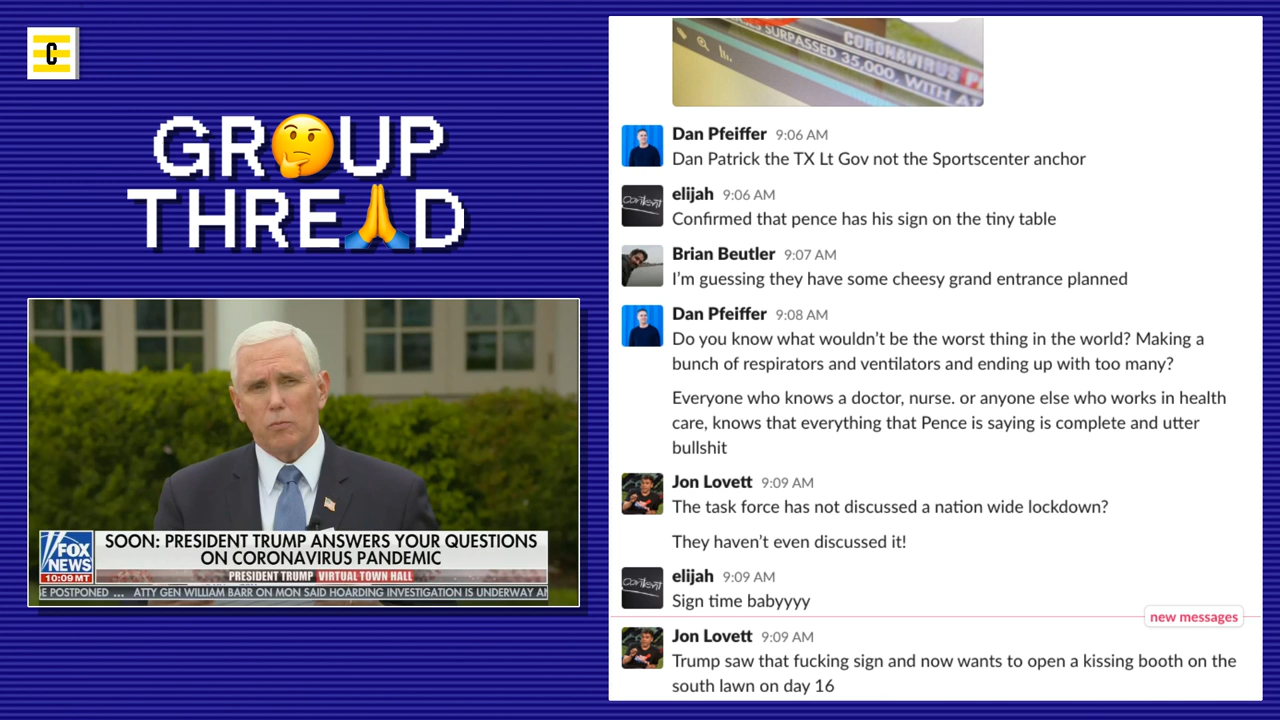 C
GR🤔UP
THRE🙏D
SOON: PRESIDENT TRUMP ANSWERS YOUR QUESTIONS
ON CORONAVIRUS PANDEMIC
FOX
NEWS
10:09 MT
PRESIDENT TRUMP VIRTUAL TOWN HALL
E POSTPONED ... ATTY GEN WILLIAM BARR ON MON SAID HOARDING INVESTIGATION IS UNDERWAY
CORONAVIRUS
SURPASSED 35,000, WITH
Dan Pfeiffer 9:06 AM
Dan Patrick the TX Lt Gov not the Sportscenter anchor
content
elijah 9:06 AM
Confirmed that pence has his sign on the tiny table
Brian Beutler 9:07 AM
I'm guessing they have some cheesy grand entrance planned
Dan Pfeiffer 9:08 AM
Do you know what wouldn't be the worst thing in the world? Making a
bunch of respirators and ventilators and ending up with too many?
Everyone who knows a doctor, nurse. or anyone else who works in health
care, knows that everything that Pence is saying is complete and utter
bullshit
Jon Lovett 9:09 AM
The task force has not discussed a nation wide lockdown?
They haven't even discussed it!
content
elijah 9:09 AM
Sign time babyyyy
new messages
Jon Lovett 9:09 AM
Trump saw that fucking sign and now wants to open a kissing booth on the
south lawn on day 16